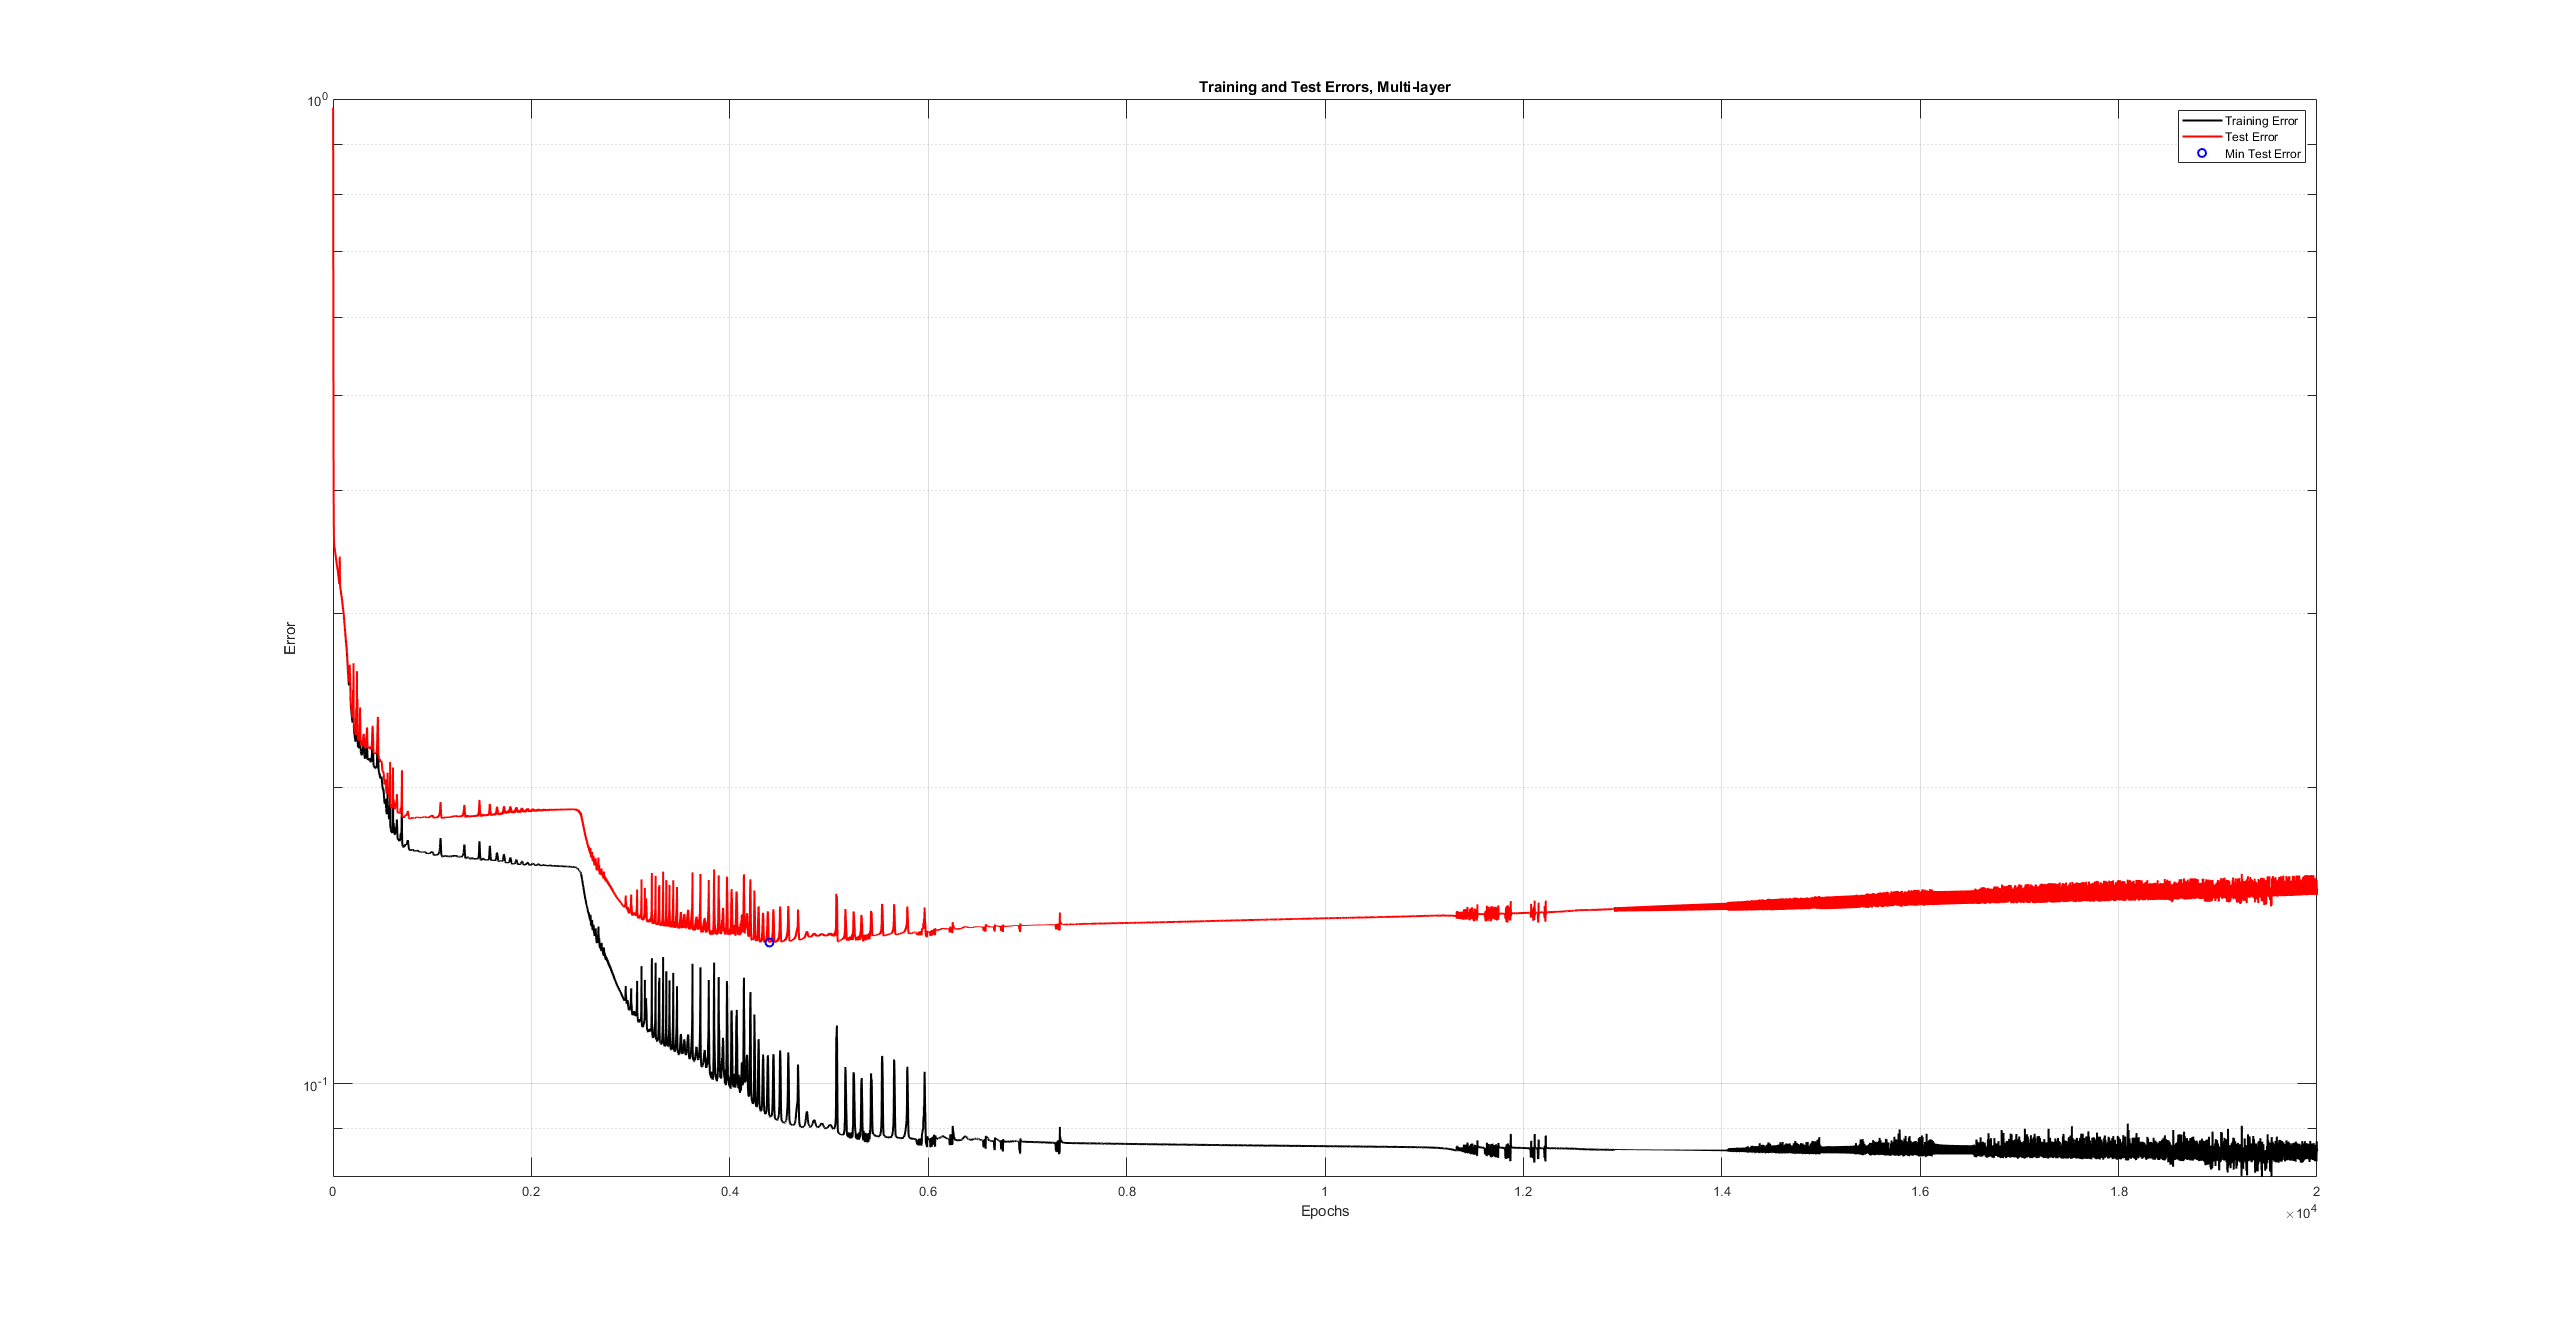 Training and Test Errors, Multi-layer
10^0
Training Error
Test Error
Min Test Error
Error
10^-1
0 0.2 0.4 0.6 0.8 1 1.2 1.4 1.6 1.8 2
Epochs
×10^4